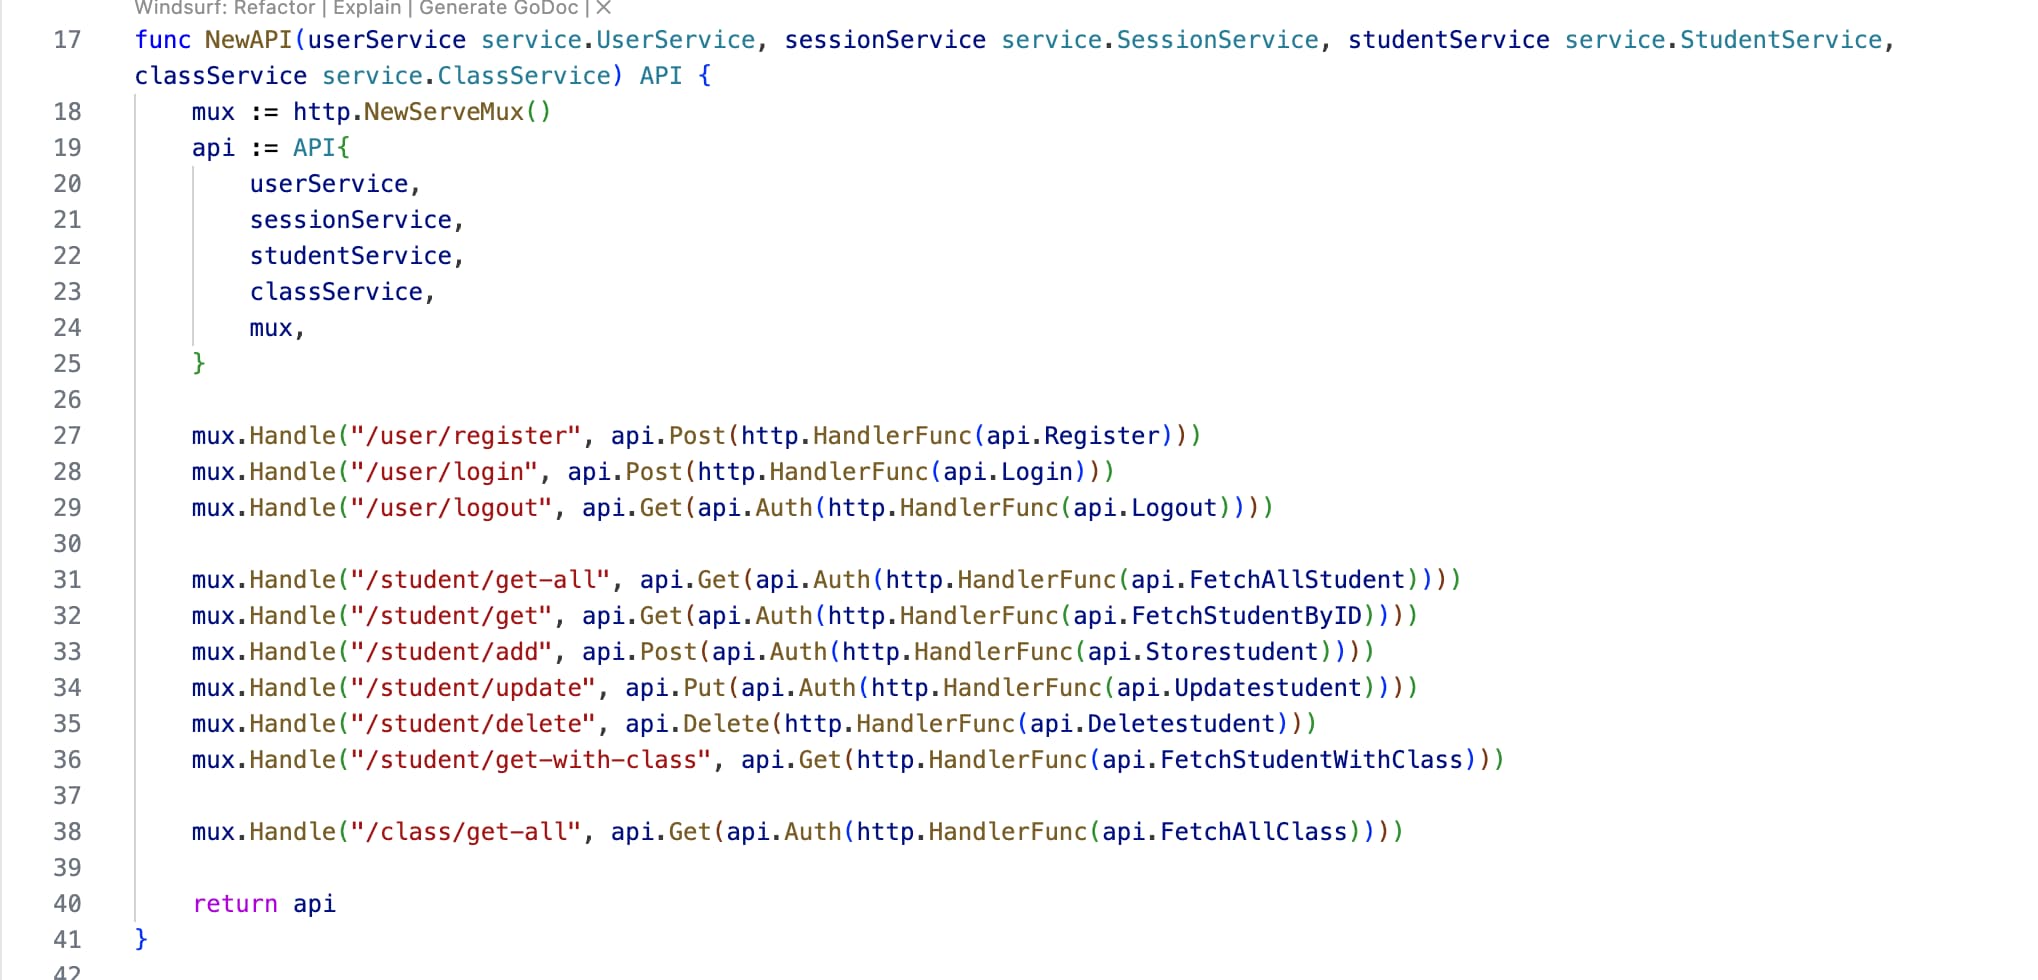 Windsurf: Refactor | Explain | Generate GoDoc | ✕
17 func NewAPI(userService service.UserService, sessionService service.SessionService, studentService service.StudentService,
classService service.ClassService) API {
18 mux := http.NewServeMux()
19 api := API{
20 userService,
21 sessionService,
22 studentService,
23 classService,
24 mux,
25 }
26
27 mux.Handle("/user/register", api.Post(http.HandlerFunc(api.Register)))
28 mux.Handle("/user/login", api.Post(http.HandlerFunc(api.Login)))
29 mux.Handle("/user/logout", api.Get(api.Auth(http.HandlerFunc(api.Logout))))
30
31 mux.Handle("/student/get-all", api.Get(api.Auth(http.HandlerFunc(api.FetchAllStudent))))
32 mux.Handle("/student/get", api.Get(api.Auth(http.HandlerFunc(api.FetchStudentByID))))
33 mux.Handle("/student/add", api.Post(api.Auth(http.HandlerFunc(api.Storestudent))))
34 mux.Handle("/student/update", api.Put(api.Auth(http.HandlerFunc(api.Updatestudent))))
35 mux.Handle("/student/delete", api.Delete(http.HandlerFunc(api.Deletestudent)))
36 mux.Handle("/student/get-with-class", api.Get(http.HandlerFunc(api.FetchStudentWithClass)))
37
38 mux.Handle("/class/get-all", api.Get(api.Auth(http.HandlerFunc(api.FetchAllClass))))
39
40 return api
41 }
42